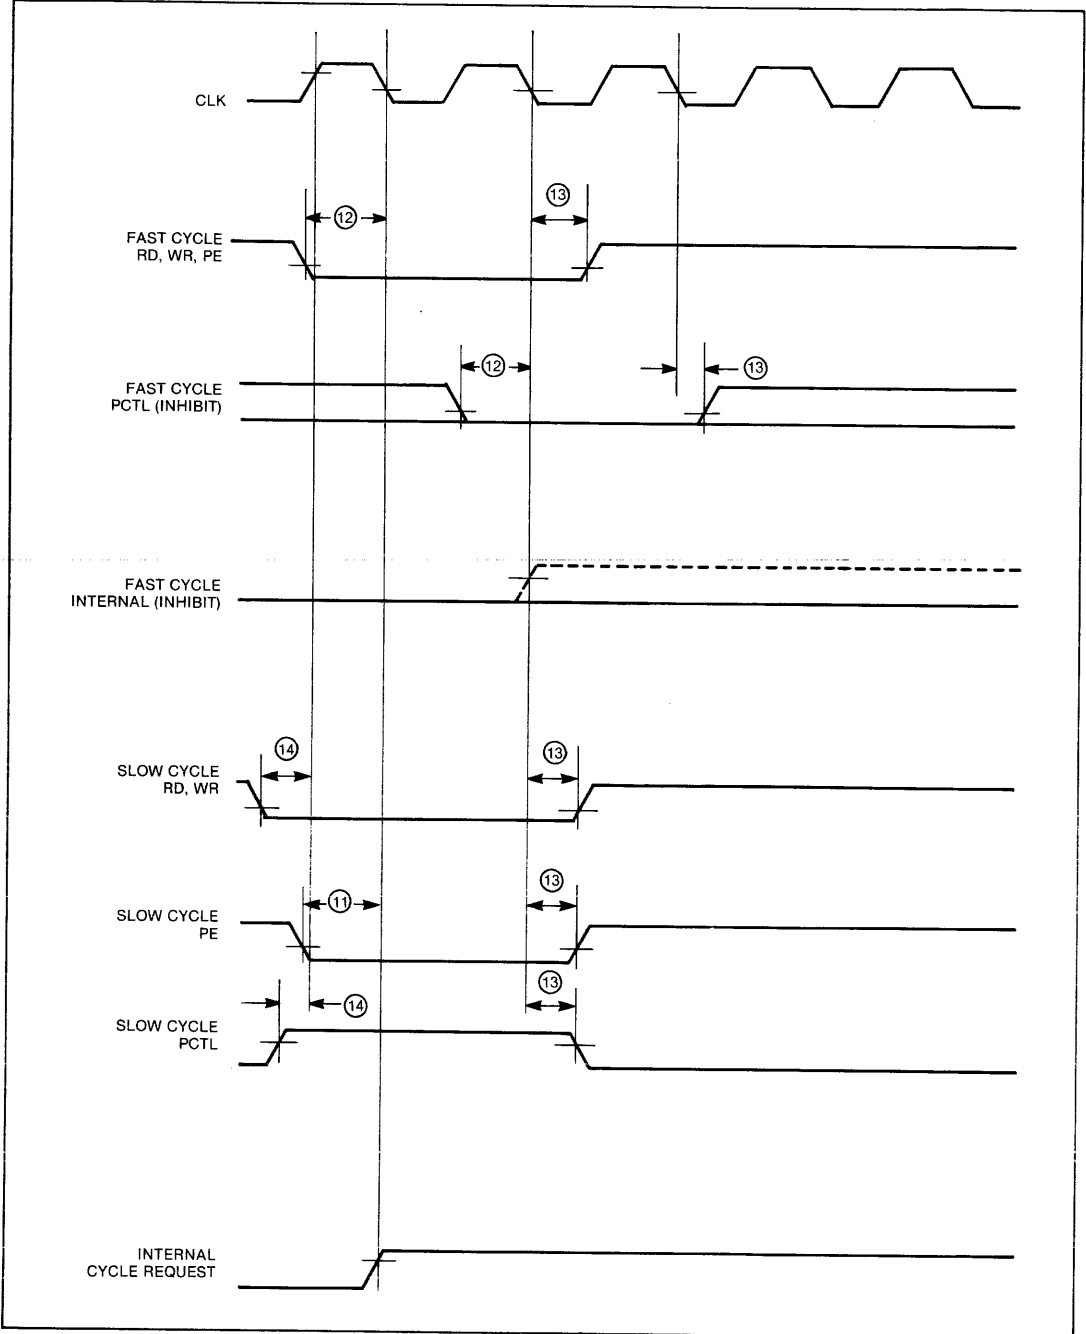 CLK
13
12
FAST CYCLE
RD, WR, PE
12
13
FAST CYCLE
PCTL (INHIBIT)
FAST CYCLE
INTERNAL (INHIBIT)
14
13
SLOW CYCLE
RD, WR
13
11
SLOW CYCLE
PE
13
14
SLOW CYCLE
PCTL
INTERNAL
CYCLE REQUEST